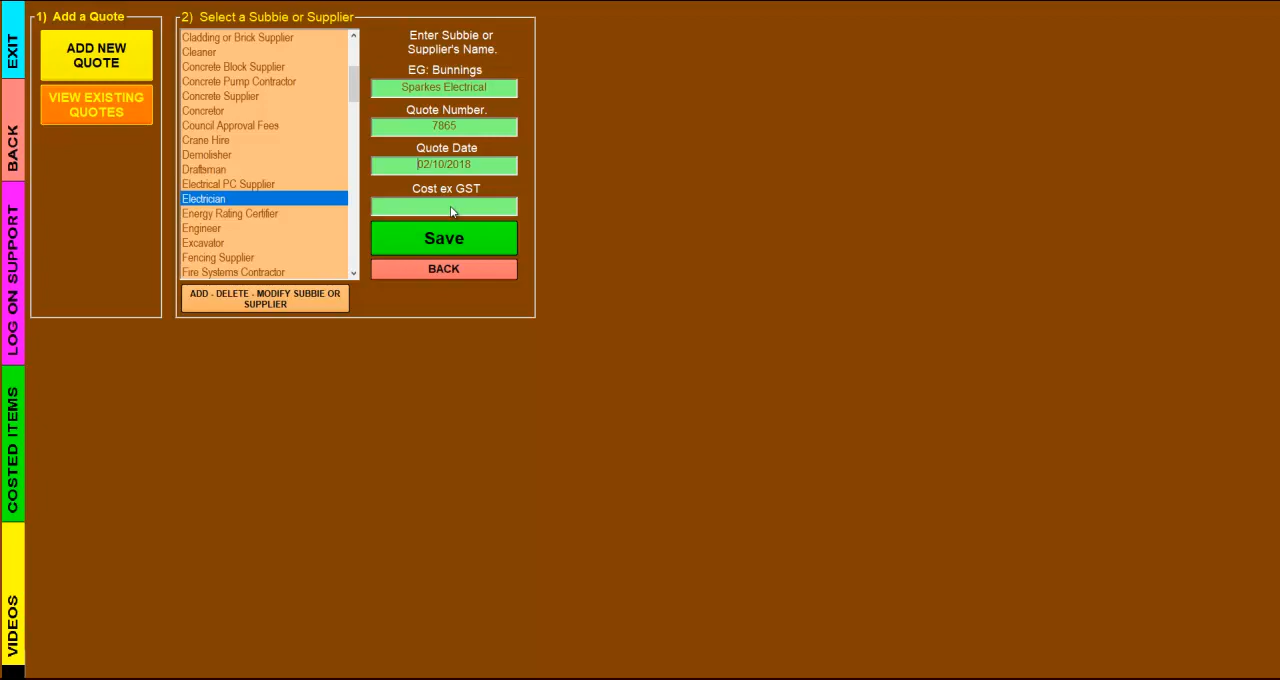 EXIT
BACK
LOG ON SUPPORT
COSTED ITEMS
VIDEOS
1) Add a Quote
ADD NEW
QUOTE
VIEW EXISTING
QUOTES
2) Select a Subbie or Supplier
Cladding or Brick Supplier
Cleaner
Concrete Block Supplier
Concrete Pump Contractor
Concrete Supplier
Concretor
Council Approval Fees
Crane Hire
Demolisher
Draftsman
Electrical PC Supplier
Electrician
Energy Rating Certifier
Engineer
Excavator
Fencing Supplier
Fire Systems Contractor
ADD - DELETE - MODIFY SUBBIE OR
SUPPLIER
Enter Subbie or
Supplier's Name.
EG: Bunnings
Sparkes Electrical
Quote Number.
7865
Quote Date
02/10/2018
Cost ex GST
Save
BACK